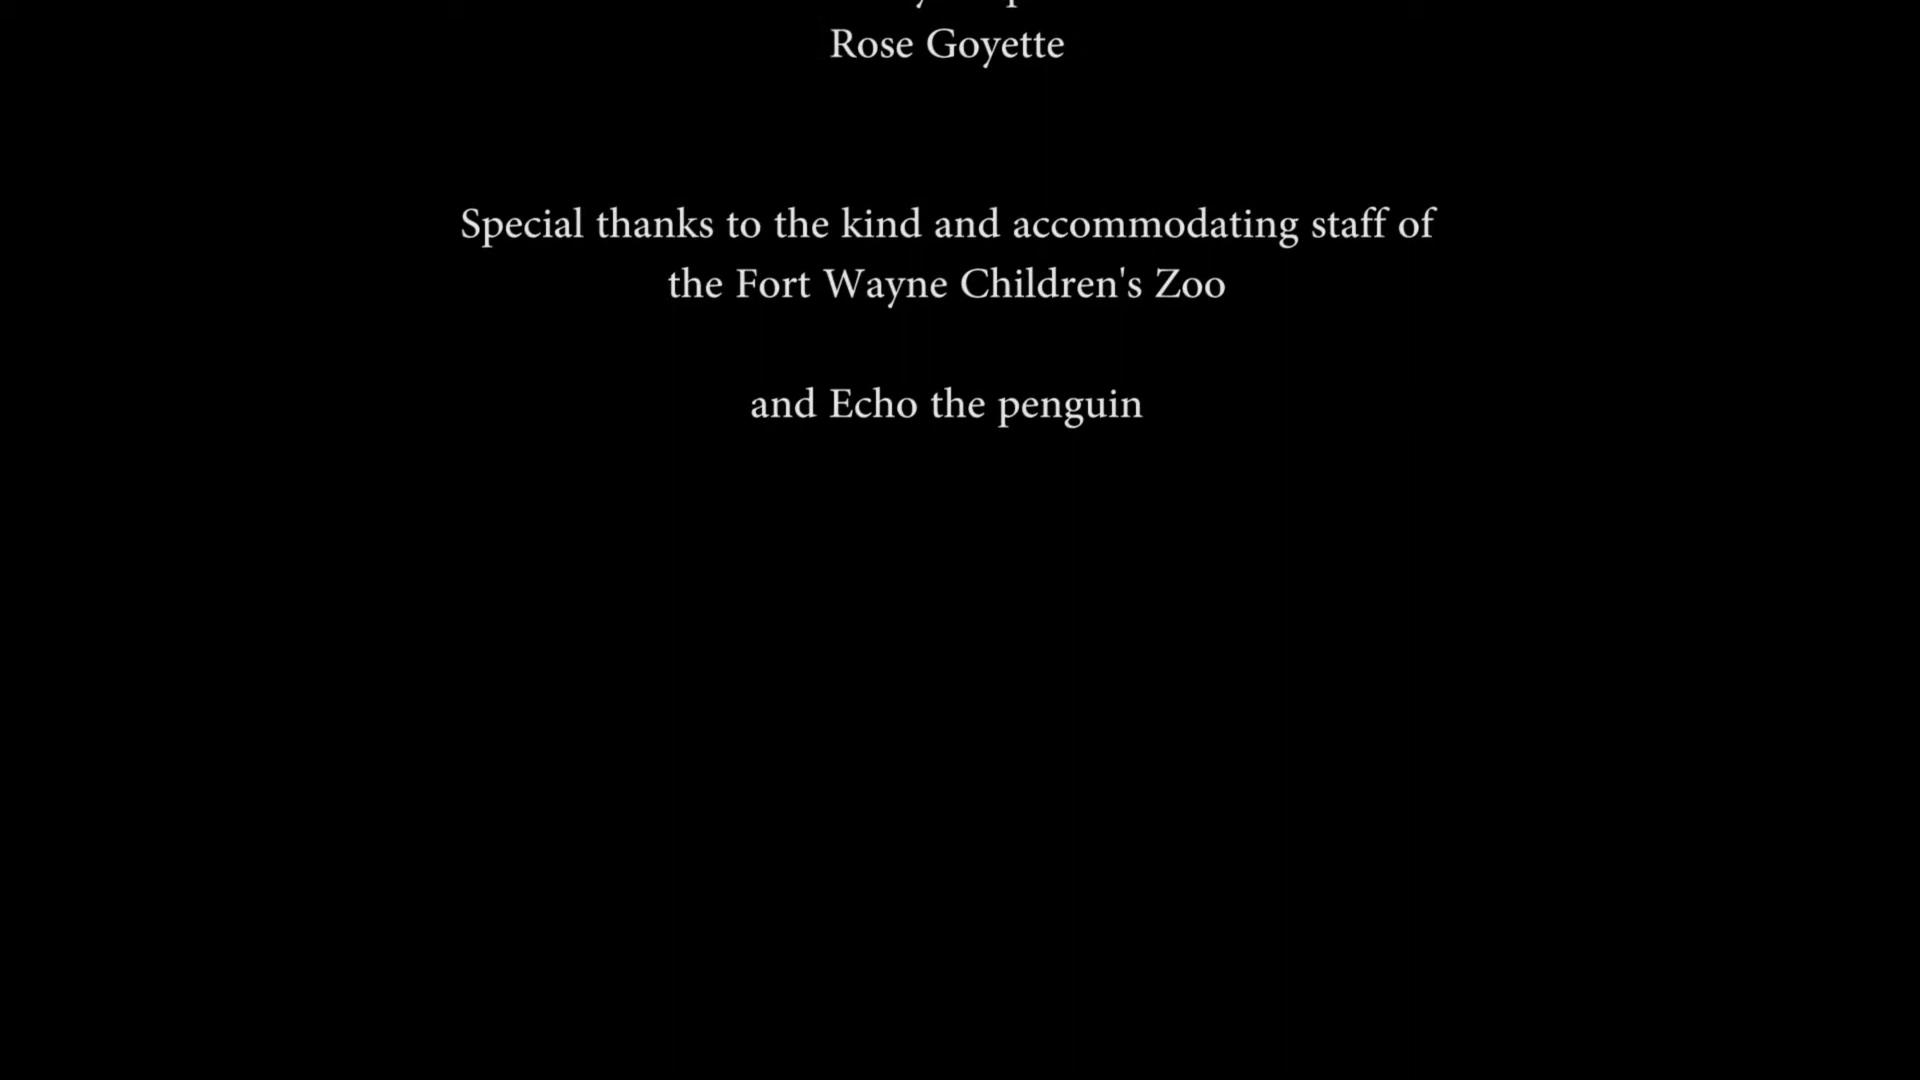 Rose Goyette
Special thanks to the kind and accommodating staff of
the Fort Wayne Children's Zoo
and Echo the penguin